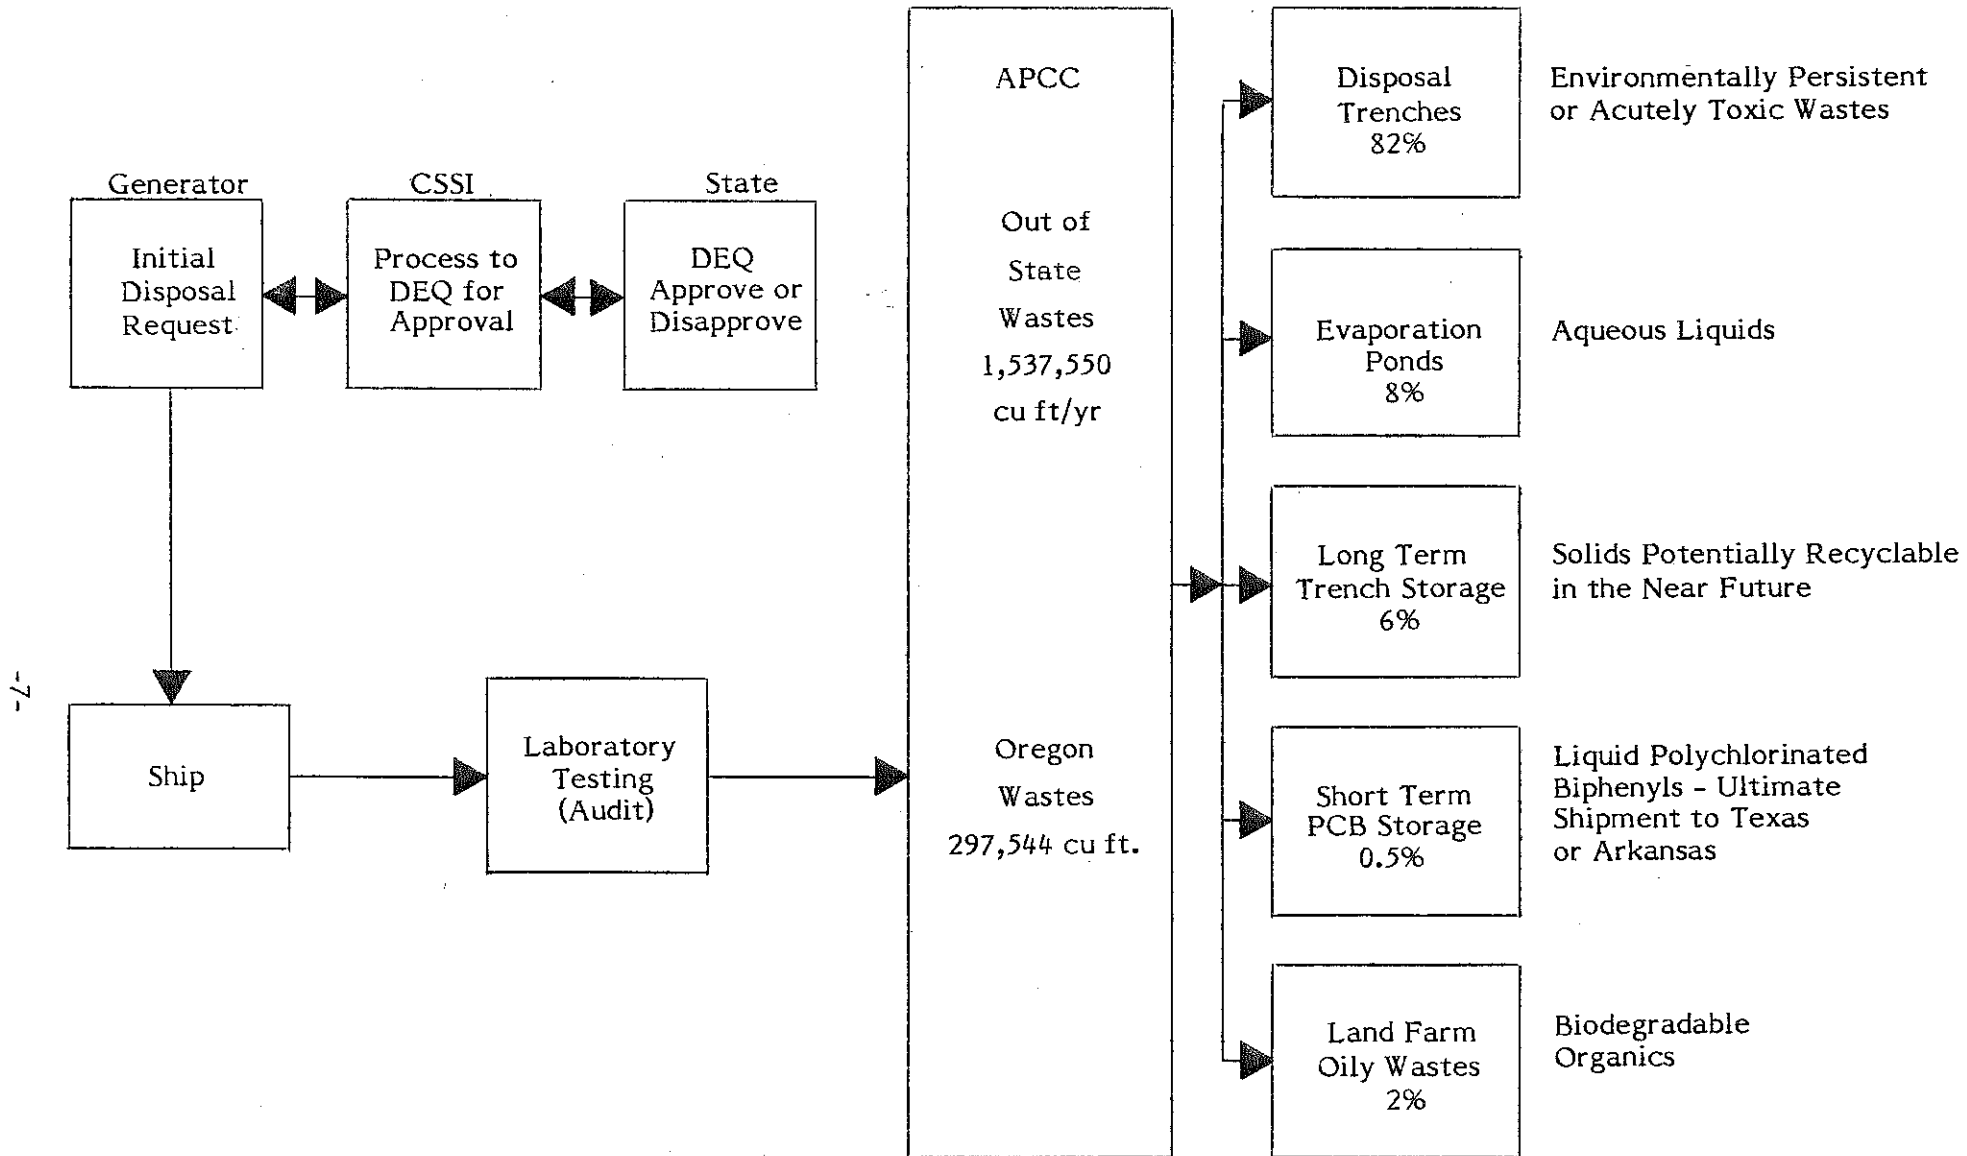 Generator
Initial
Disposal
Request
CSSI
Process to
DEQ for
Approval
State
DEQ
Approve or
Disapprove
Ship
Laboratory
Testing
(Audit)
APCC
Out of
State
Wastes
1,537,550
cu ft/yr
Oregon
Wastes
297,544 cu ft.
Disposal
Trenches
82%
Environmentally Persistent
or Acutely Toxic Wastes
Evaporation
Ponds
8%
Aqueous Liquids
Long Term
Trench Storage
6%
Solids Potentially Recyclable
in the Near Future
Short Term
PCB Storage
0.5%
Liquid Polychlorinated
Biphenyls - Ultimate
Shipment to Texas
or Arkansas
Land Farm
Oily Wastes
2%
Biodegradable
Organics
-7-